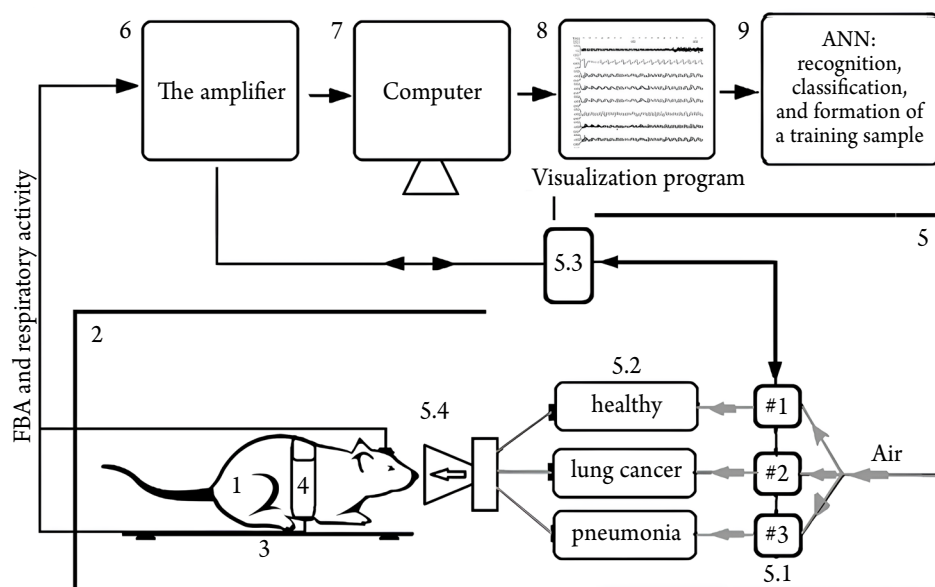 6
7
8
9
The amplifier
Computer
ANN:
recognition,
classification,
and formation of
a training sample
Visualization program
FBA and respiratory activity
5
5.3
2
5.2
5.4
healthy
#1
Air
lung cancer
#2
pneumonia
#3
5.1
1
4
3